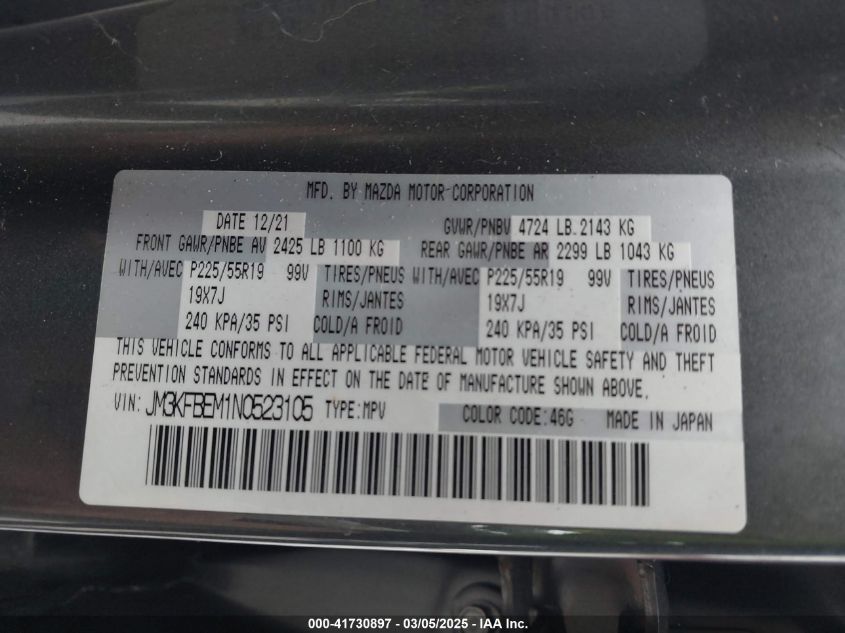 MFD. BY MAZDA MOTOR CORPORATION
DATE 12/21 GVWR/PNBV 4724 LB 2143 KG
FRONT GAWR/PNBE AV 2425 LB 1100 KG REAR GAWR/PNBE AR 2299 LB 1043 KG
WITH/AVEC P225/55R19 99V TIRES/PNEUS WITH/AVEC P225/55R19 99V TIRES/PNEUS
19X7J RIMS/JANTES 19X7J RIMS/JANTES
240 KPA/35 PSI COLD/A FROID 240 KPA/35 PSI COLD/A FROID
THIS VEHICLE CONFORMS TO ALL APPLICABLE FEDERAL MOTOR VEHICLE SAFETY AND THEFT
PREVENTION STANDARDS IN EFFECT ON THE DATE OF MANUFACTURE SHOWN ABOVE.
VIN: JM3KFBEM1N0523105 TYPE:MPV COLOR CODE:46G MADE IN JAPAN
000-41730897 - 03/05/2025 - IAA Inc.